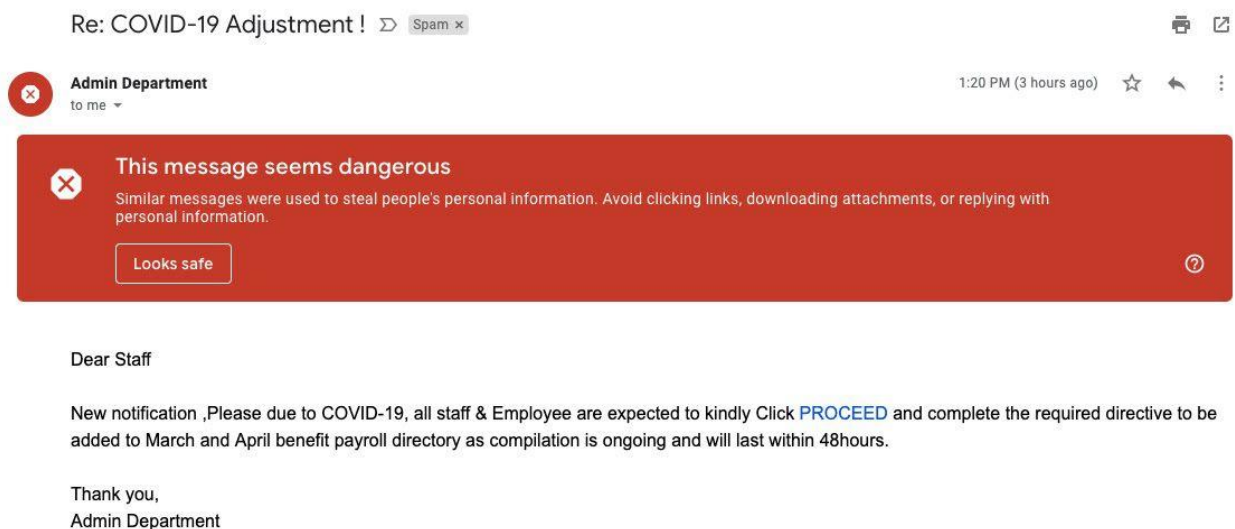 Re: COVID-19 Adjustment !
Spam ×
Admin Department
1:20 PM (3 hours ago)
to me
This message seems dangerous
Similar messages were used to steal people's personal information. Avoid clicking links, downloading attachments, or replying with
personal information.
Looks safe
Dear Staff
New notification ,Please due to COVID-19, all staff & Employee are expected to kindly Click PROCEED and complete the required directive to be
added to March and April benefit payroll directory as compilation is ongoing and will last within 48hours.
Thank you,
Admin Department